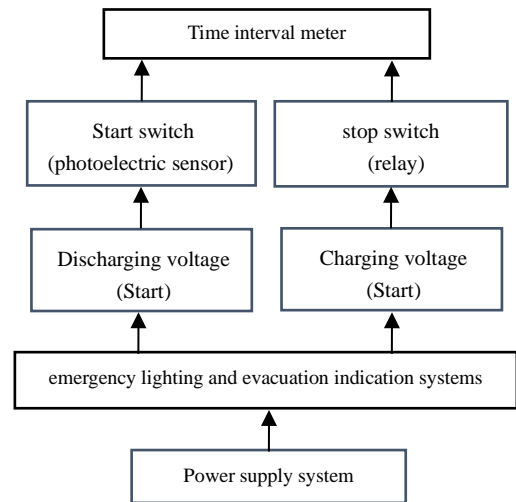 Time interval meter
Start switch
(photoelectric sensor)
stop switch
(relay)
Discharging voltage
(Start)
Charging voltage
(Start)
emergency lighting and evacuation indication systems
Power supply system